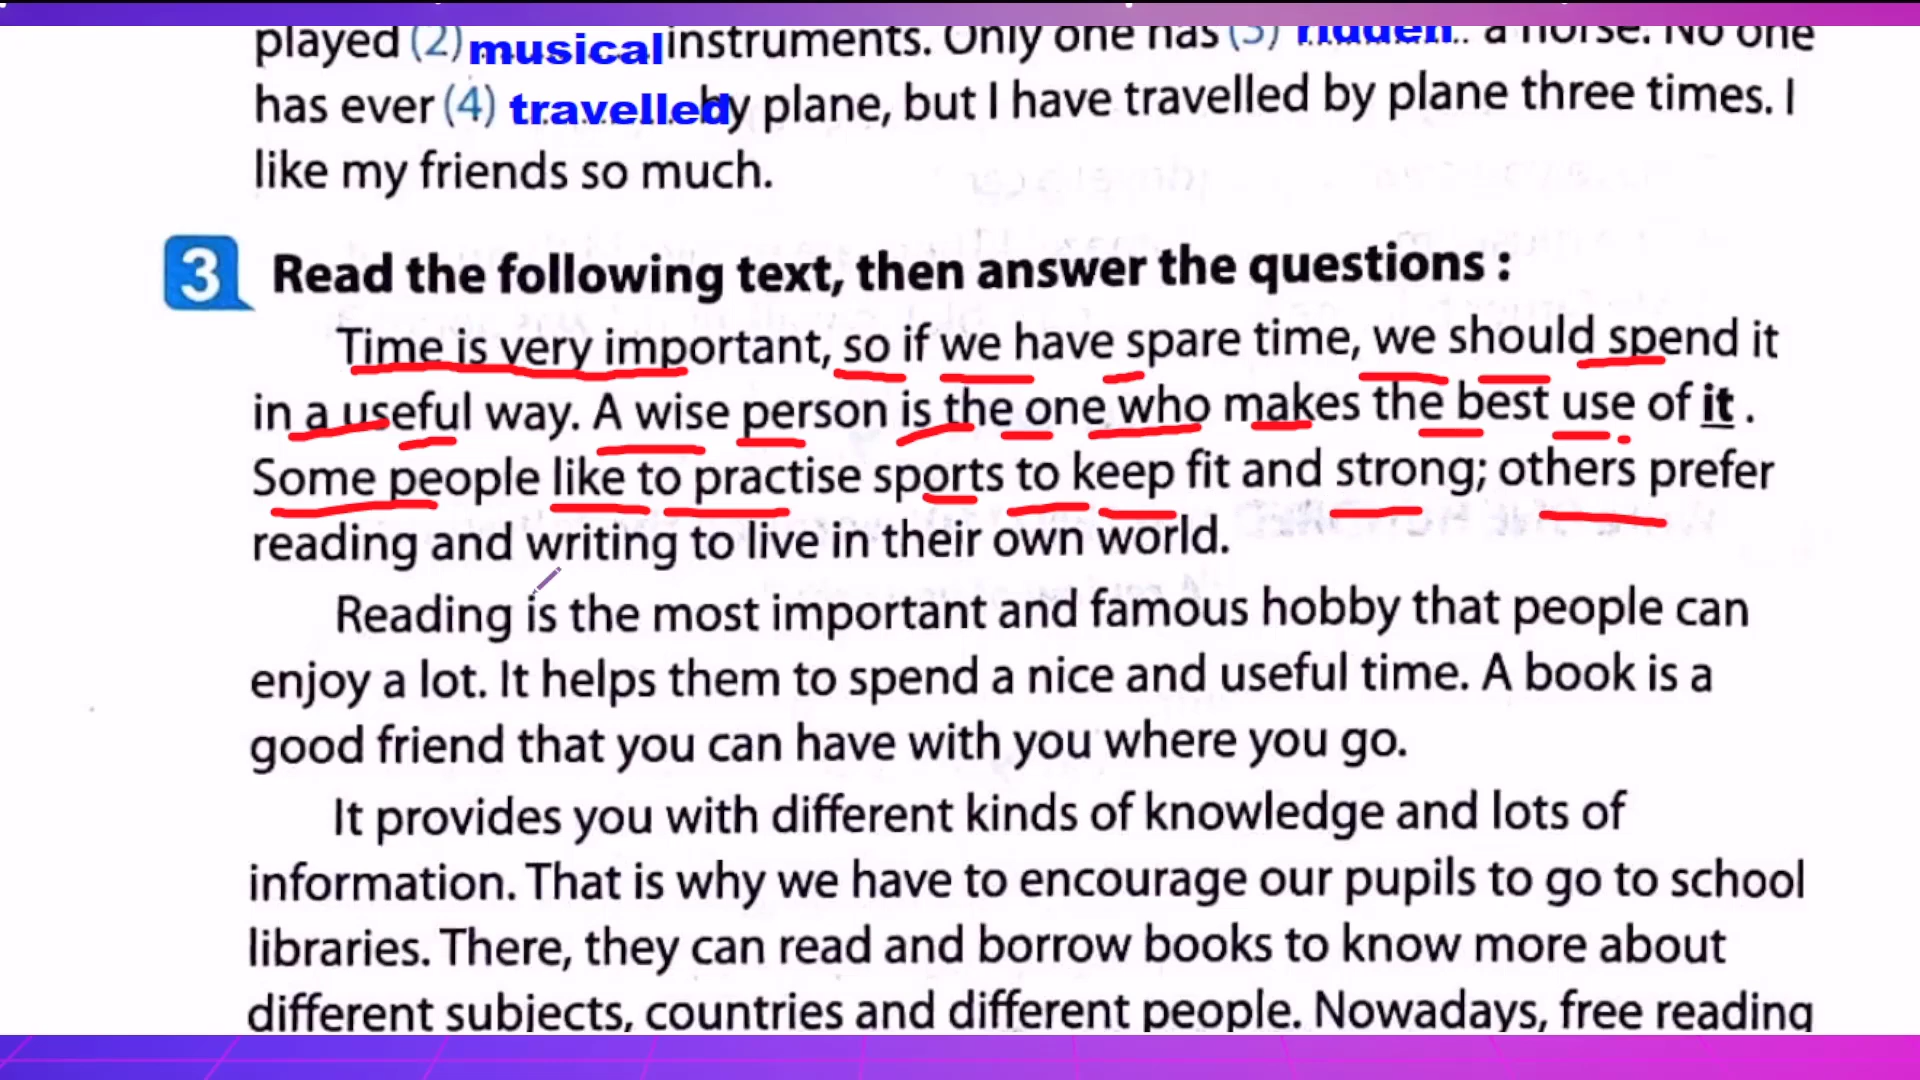 played (2) musical instruments. Only one has (3) ridden a horse. No one
has ever (4) travelled by plane, but I have travelled by plane three times. I
like my friends so much.
3 Read the following text, then answer the questions :
Time is very important, so if we have spare time, we should spend it
in a useful way. A wise person is the one who makes the best use of it .
Some people like to practise sports to keep fit and strong; others prefer
reading and writing to live in their own world.
Reading is the most important and famous hobby that people can
enjoy a lot. It helps them to spend a nice and useful time. A book is a
good friend that you can have with you where you go.
It provides you with different kinds of knowledge and lots of
information. That is why we have to encourage our pupils to go to school
libraries. There, they can read and borrow books to know more about
different subjects, countries and different people. Nowadays, free reading